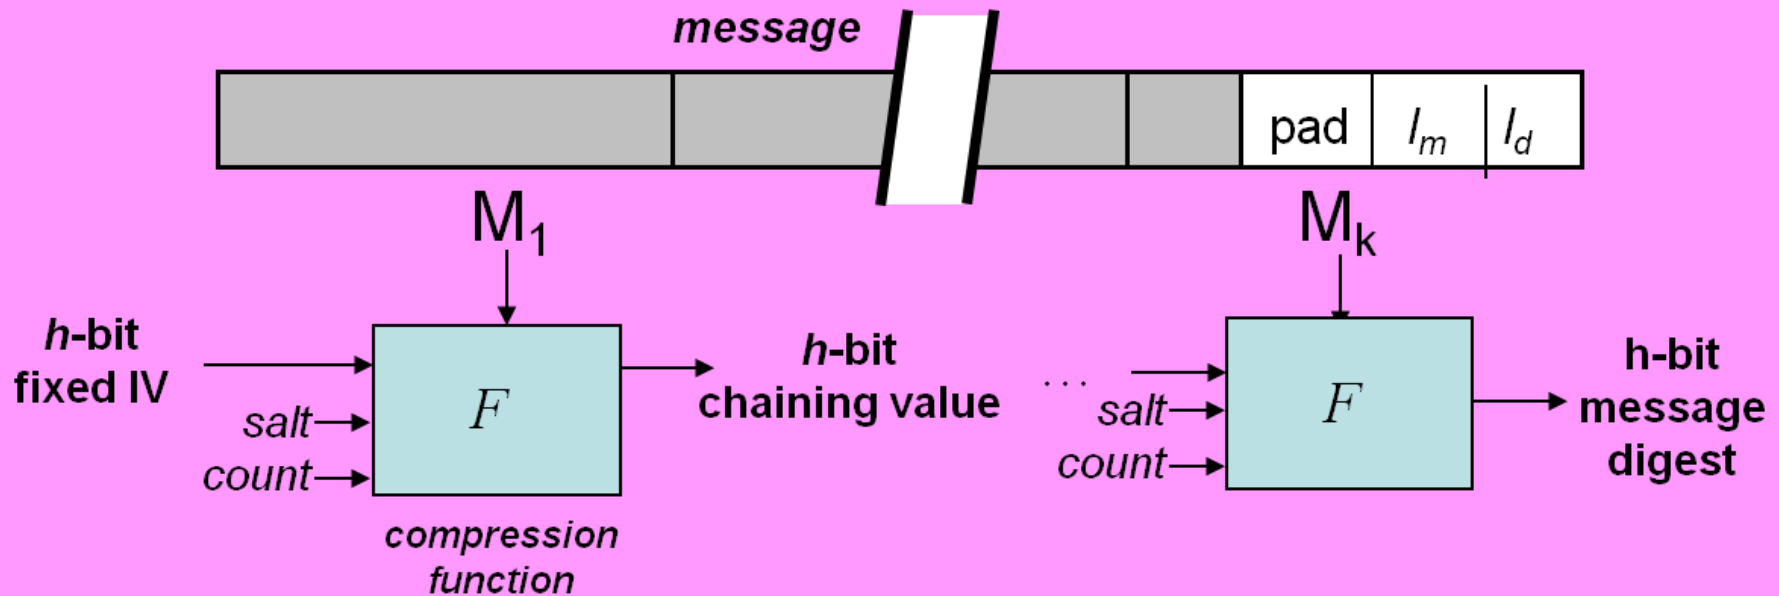 message
pad l_m l_d
M_1 M_k
h-bit
fixed IV
salt
count
F
compression
function
h-bit
chaining value
...
salt
count
F
h-bit
message
digest